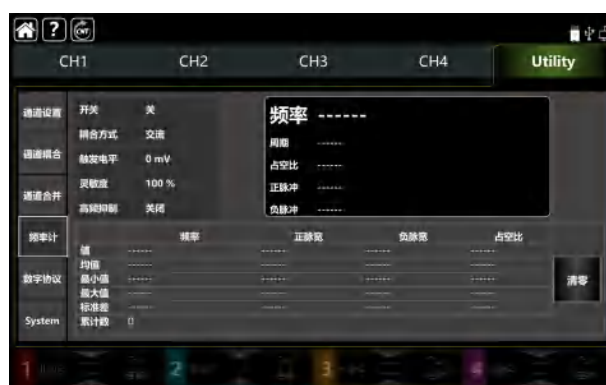 ? CNT
CH1 CH2 CH3 CH4 Utility
通道设置 开关 关 频率 ------
耦合方式 交流 周期 ------
通道耦合 触发电平 0 mV 占空比 ------
灵敏度 100 % 正脉冲 ------
通道合并 高频抑制 关闭 负脉冲 ------
频率计 频率 正脉宽 负脉宽 占空比
值 ------ ------ ------ ------
均值 ------ ------ ------ ------
数字协议 最小值 ------ ------ ------ ------ 清零
最大值 ------ ------ ------ ------
标准差 ------ ------ ------ ------
System 累计数 0
1 2 3 4